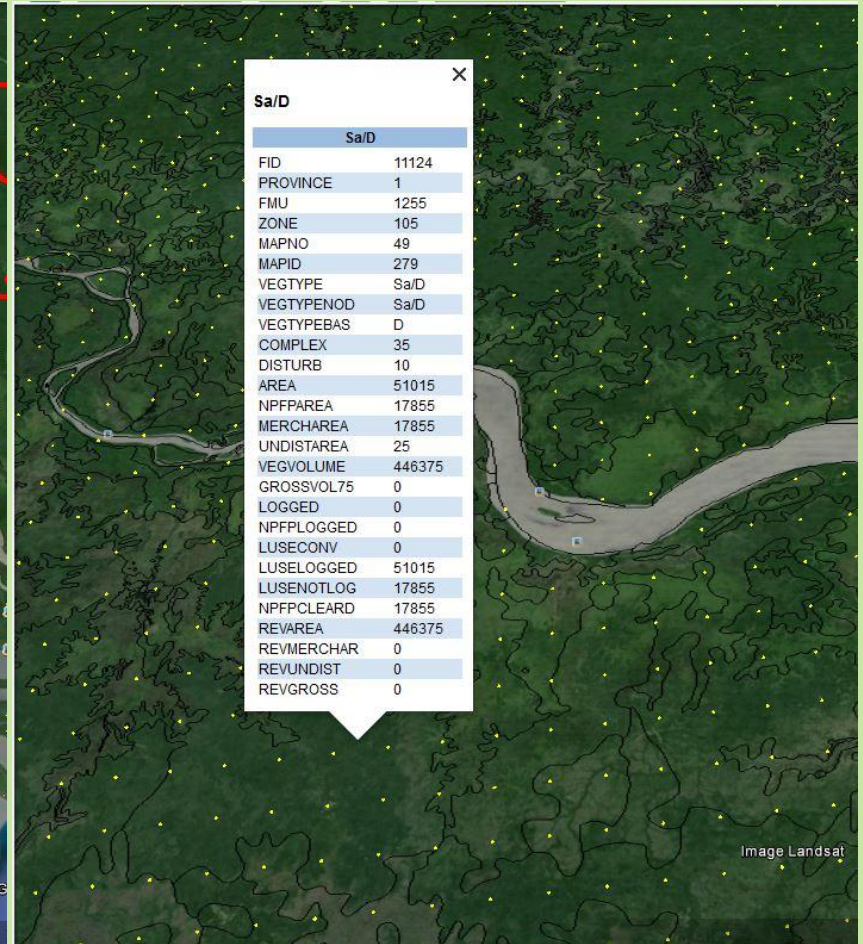 Sa/D
Sa/D
FID 11124
PROVINCE 1
FMU 1255
ZONE 105
MAPNO 49
MAPID 279
VEGTYPE Sa/D
VEGTYPENOD Sa/D
VEGTYPEBAS D
COMPLEX 35
DISTURB 10
AREA 51015
NPFPAREA 17855
MERCHAREA 17855
UNDISTAREA 25
VEGVOLUME 446375
GROSSVOL75 0
LOGGED 0
NPFPLOGGED 0
LUSECONV 0
LUSELOGGED 51015
LUSENOTLOG 17855
NPFPCLEARD 17855
REVAREA 446375
REVMERCHAR 0
REVUNDIST 0
REVGROSS 0
Image Landsat
G